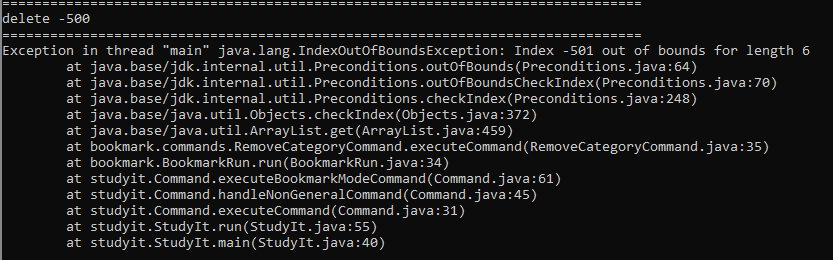 ================================================================================
delete -500
================================================================================
Exception in thread "main" java.lang.IndexOutOfBoundsException: Index -501 out of bounds for length 6
        at java.base/jdk.internal.util.Preconditions.outOfBounds(Preconditions.java:64)
        at java.base/jdk.internal.util.Preconditions.outOfBoundsCheckIndex(Preconditions.java:70)
        at java.base/jdk.internal.util.Preconditions.checkIndex(Preconditions.java:248)
        at java.base/java.util.Objects.checkIndex(Objects.java:372)
        at java.base/java.util.ArrayList.get(ArrayList.java:459)
        at bookmark.commands.RemoveCategoryCommand.executeCommand(RemoveCategoryCommand.java:35)
        at bookmark.BookmarkRun.run(BookmarkRun.java:34)
        at studyit.Command.executeBookmarkModeCommand(Command.java:61)
        at studyit.Command.handleNonGeneralCommand(Command.java:45)
        at studyit.Command.executeCommand(Command.java:31)
        at studyit.StudyIt.run(StudyIt.java:55)
        at studyit.StudyIt.main(StudyIt.java:40)